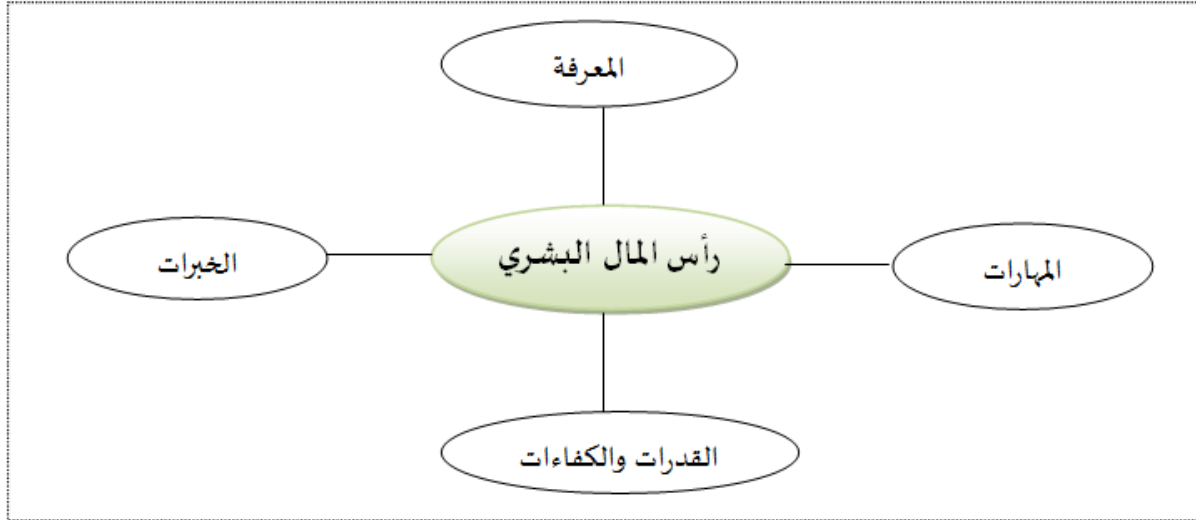 المعرفة
رأس المال البشري
المهارات
الخبرات
القدرات والكفاءات